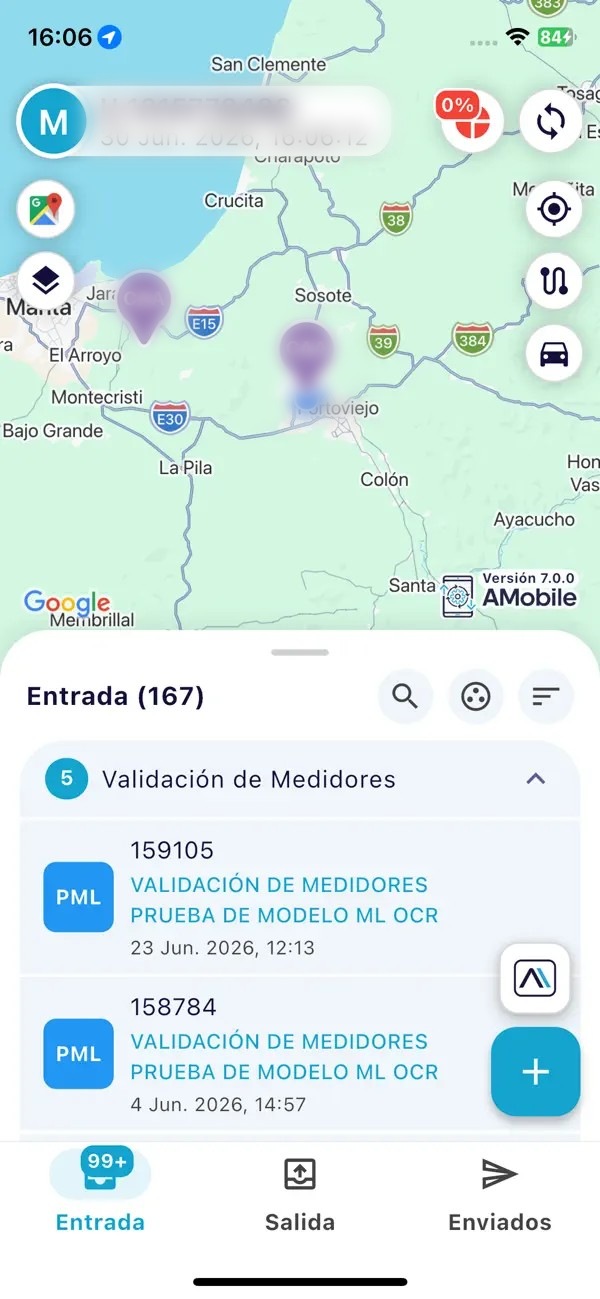 16:06
84
383
San Clemente
M
0%
Charapotó
Crucita
38
Manta
Jara
E15
Sosote
39
384
El Arroyo
Montecristi
E30
Portoviejo
Bajo Grande
La Pila
Colón
Ayacucho
Santa
Versión 7.0.0
AMobile
Google
Membrillal
Entrada (167)
5
Validación de Medidores
PML
159105
VALIDACIÓN DE MEDIDORES
PRUEBA DE MODELO ML OCR
23 Jun. 2026, 12:13
PML
158784
VALIDACIÓN DE MEDIDORES
PRUEBA DE MODELO ML OCR
4 Jun. 2026, 14:57
99+
Entrada
Salida
Enviados